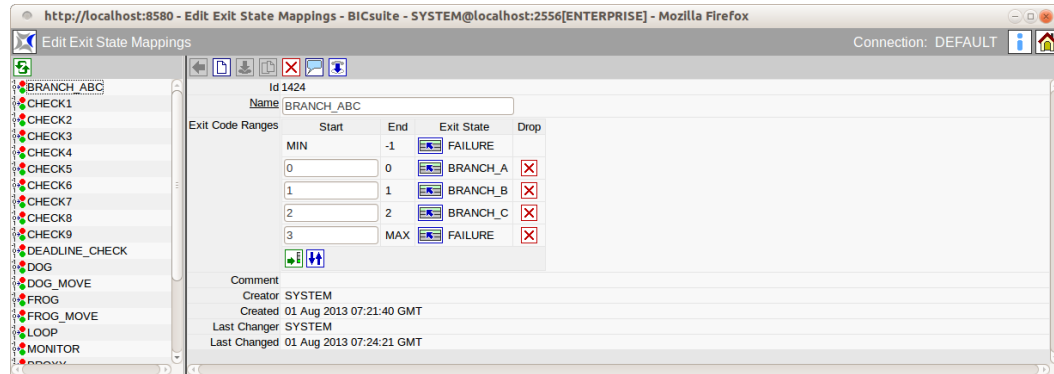 http://localhost:8580 - Edit Exit State Mappings - BICsuite - SYSTEM@localhost:2556[ENTERPRISE] - Mozilla Firefox
Edit Exit State Mappings
Connection: DEFAULT
BRANCH_ABC
CHECK1
CHECK2
CHECK3
CHECK4
CHECK5
CHECK6
CHECK7
CHECK8
CHECK9
DEADLINE_CHECK
DOG
DOG_MOVE
FROG
FROG_MOVE
LOOP
MONITOR
Id 1424
Name BRANCH_ABC
Exit Code Ranges Start End Exit State Drop
MIN -1 FAILURE
0 0 BRANCH_A
1 1 BRANCH_B
2 2 BRANCH_C
3 MAX FAILURE
Comment
Creator SYSTEM
Created 01 Aug 2013 07:21:40 GMT
Last Changer SYSTEM
Last Changed 01 Aug 2013 07:24:21 GMT